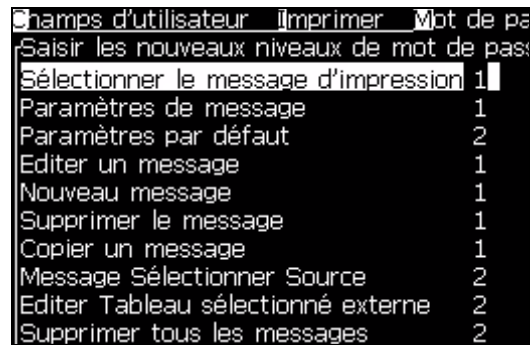 Champs d'utilisateur Imprimer Mot de pa
Saisir les nouveaux niveaux de mot de pass
Sélectionner le message d'impression 1
Paramètres de message 1
Paramètres par défaut 2
Editer un message 1
Nouveau message 1
Supprimer le message 1
Copier un message 1
Message Sélectionner Source 2
Editer Tableau sélectionné externe 2
Supprimer tous les messages 2